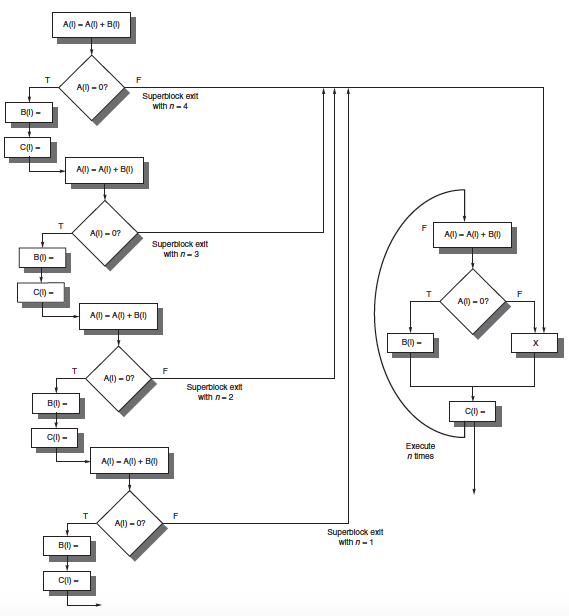 A(I) = A(I) + B(I)
T
A(I) = 0?
F
Superblock exit
with n = 4
B(I) =
C(I) =
A(I) = A(I) + B(I)
T
A(I) = 0?
F
Superblock exit
with n = 3
B(I) =
C(I) =
A(I) = A(I) + B(I)
T
A(I) = 0?
F
Superblock exit
with n = 2
B(I) =
C(I) =
A(I) = A(I) + B(I)
T
A(I) = 0?
F
Superblock exit
with n = 1
B(I) =
C(I) =
F
A(I) = A(I) + B(I)
T
A(I) = 0?
F
B(I) =
X
C(I) =
Execute
n times